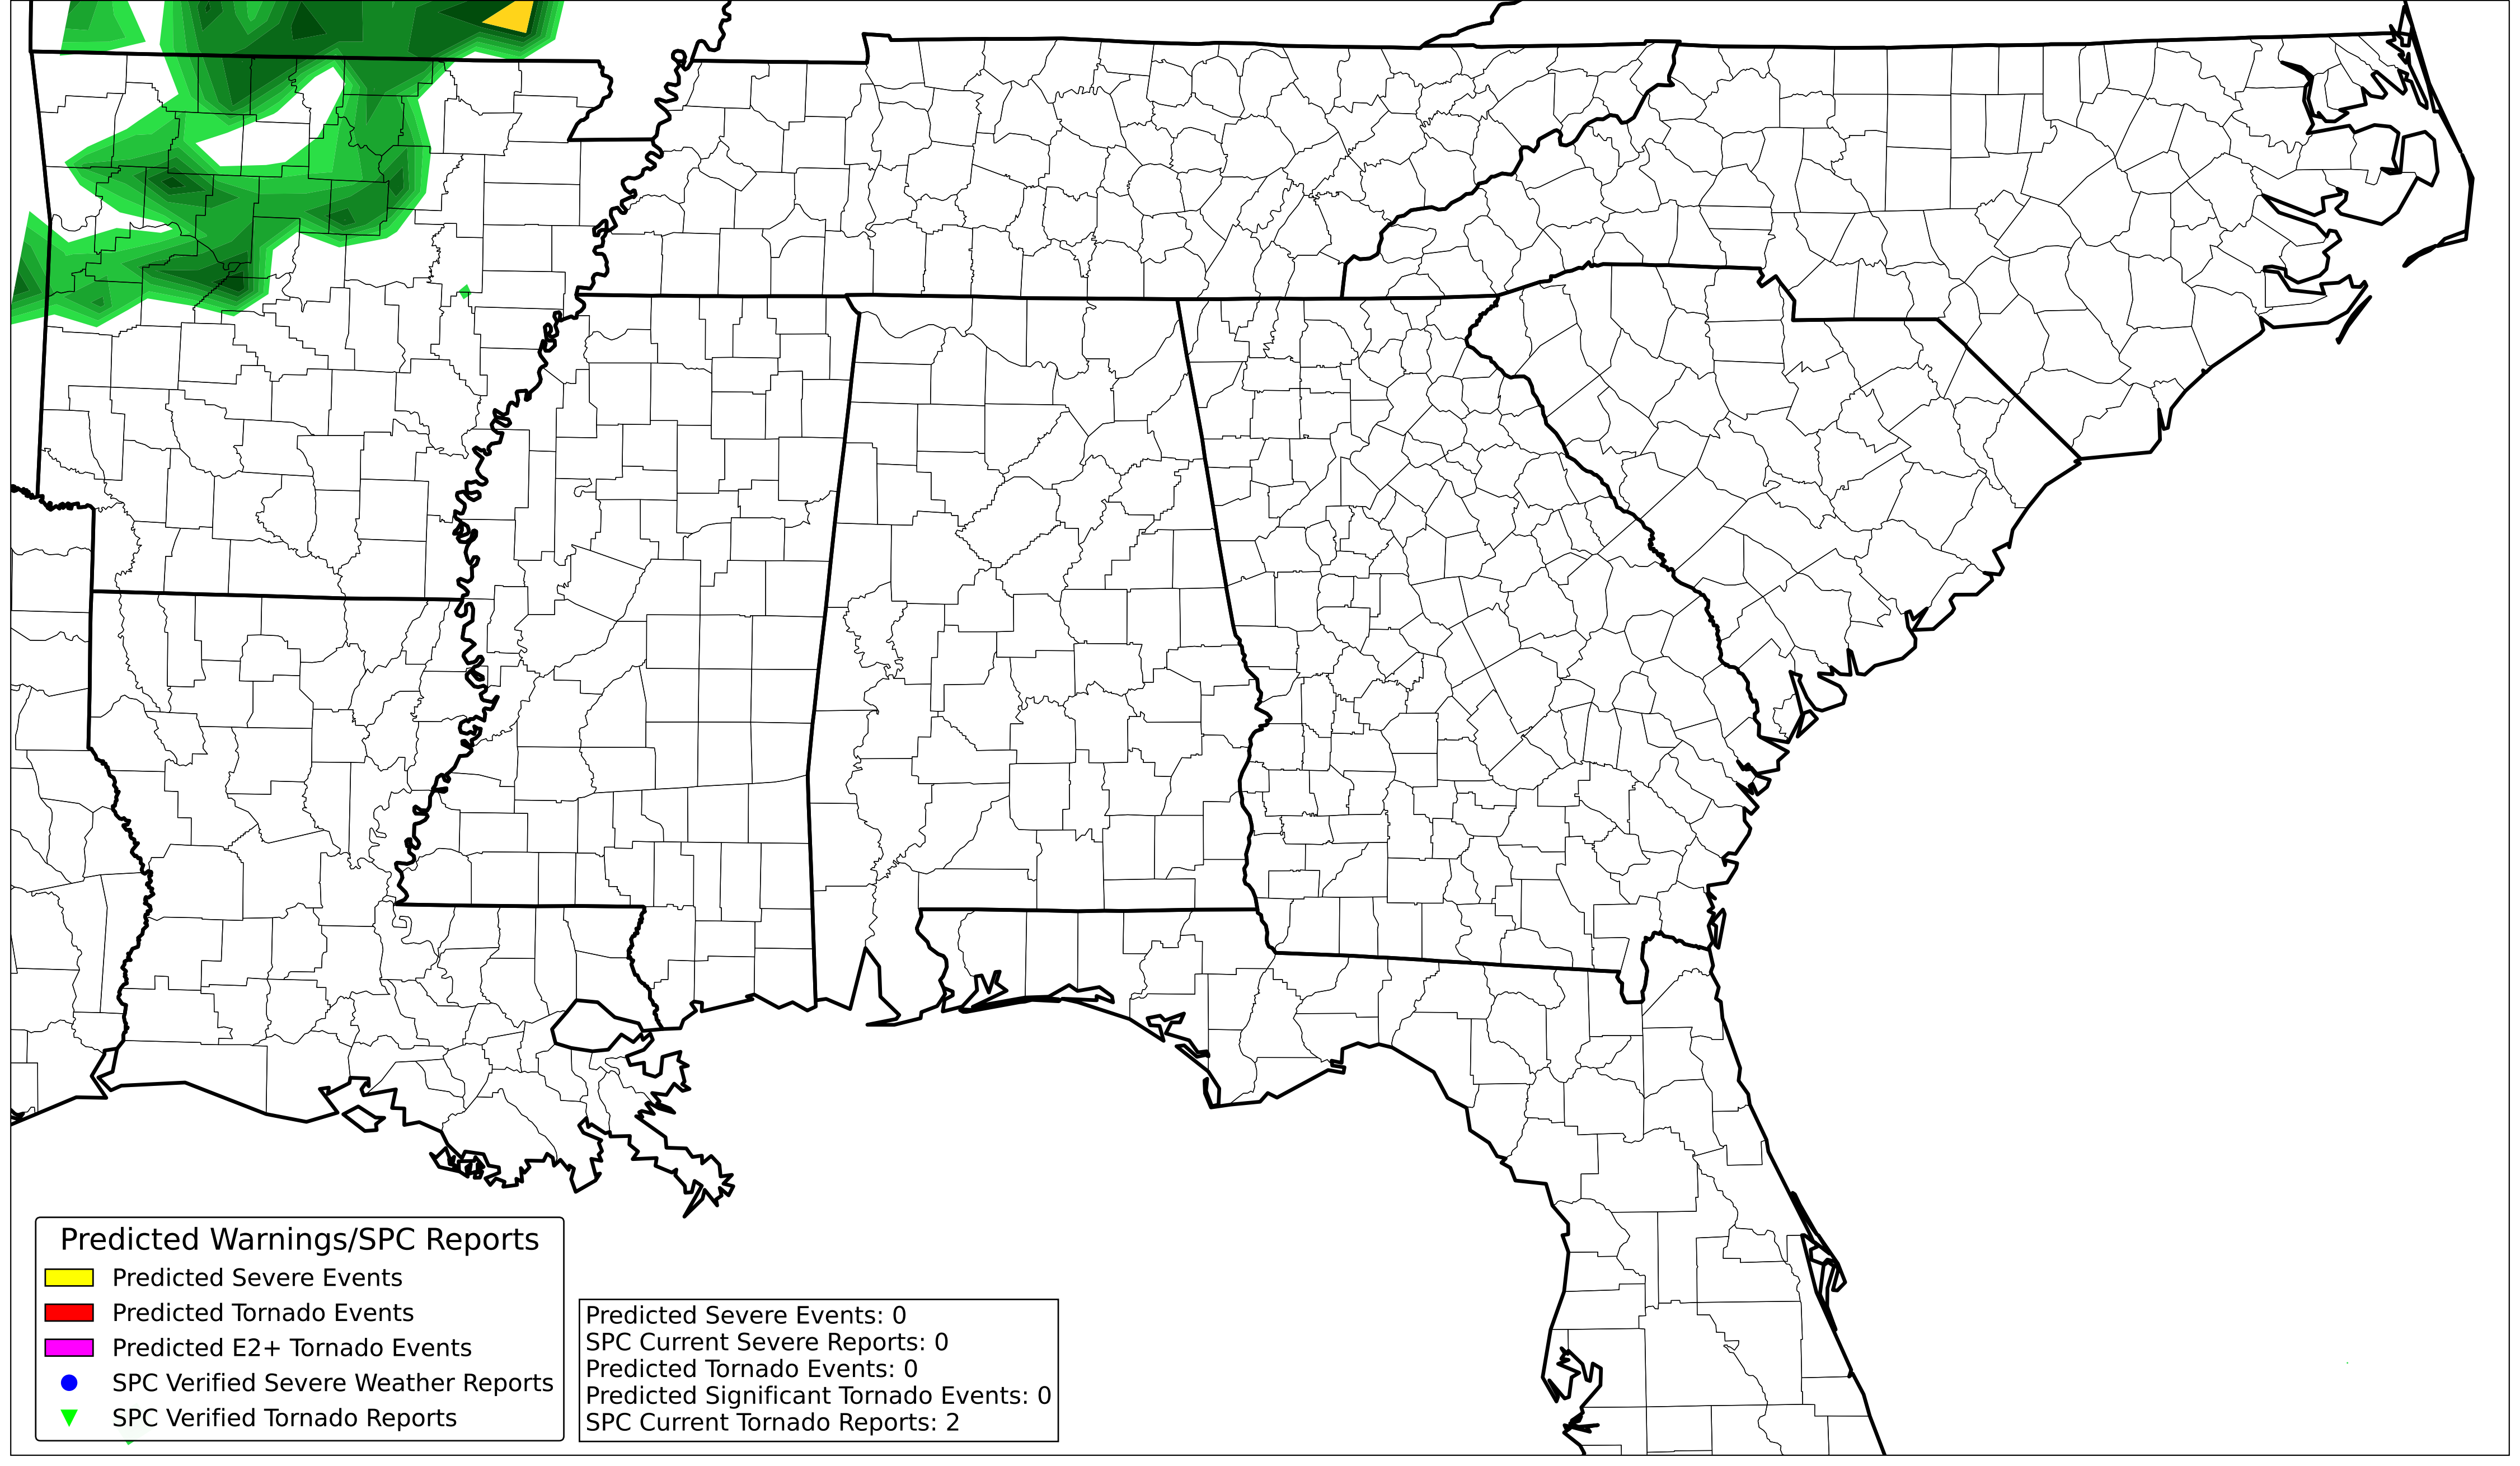 Predicted Warnings/SPC Reports
Predicted Severe Events
Predicted Tornado Events
Predicted E2+ Tornado Events
SPC Verified Severe Weather Reports
SPC Verified Tornado Reports
Predicted Severe Events: 0
SPC Current Severe Reports: 0
Predicted Tornado Events: 0
Predicted Significant Tornado Events: 0
SPC Current Tornado Reports: 2